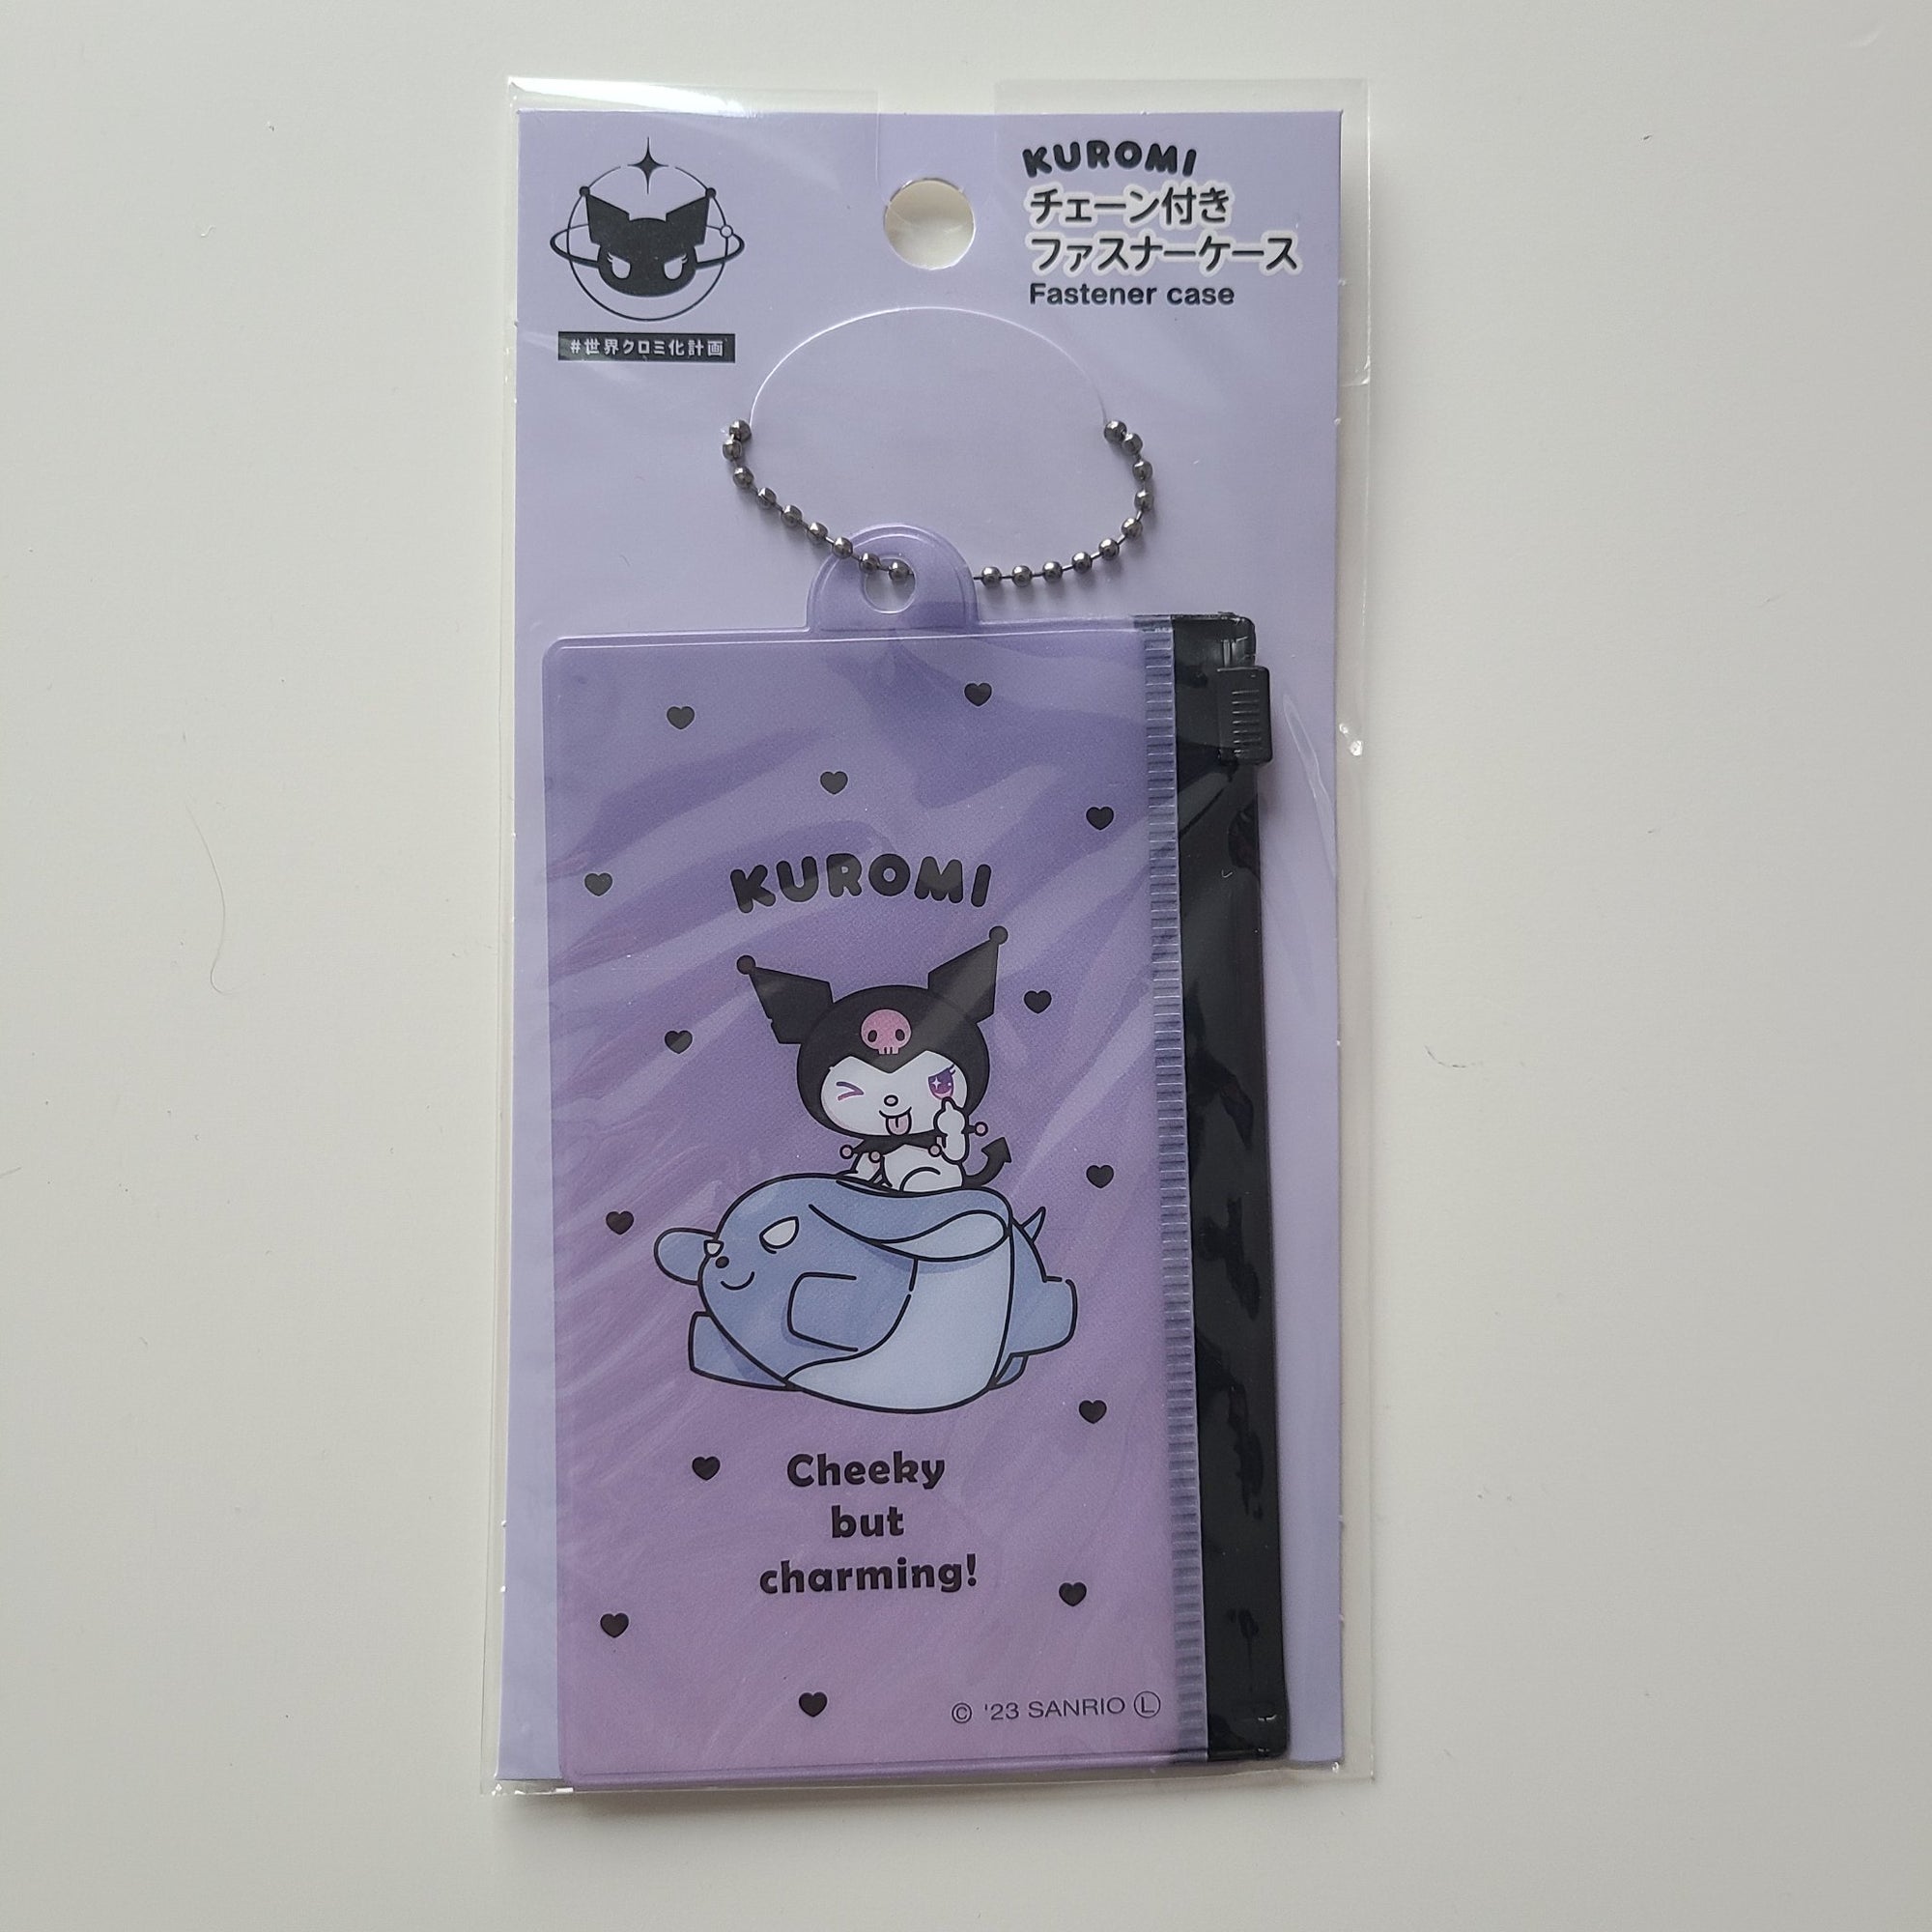 KUROMI
チェーン付き
ファスナーケース
Fastener case
#世界クロミ化計画
KUROMI
Cheeky
but
charming!
© '23 SANRIO Ⓛ